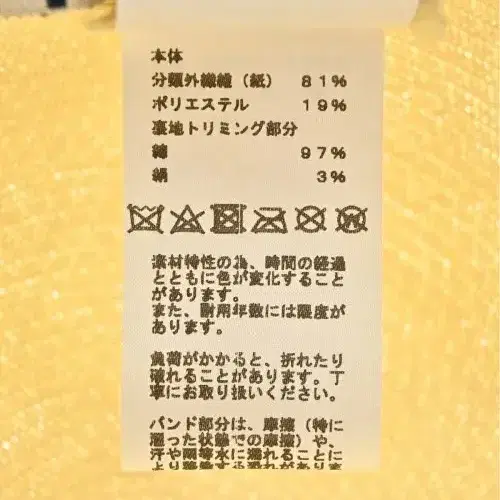 本体
分類外繊維（紙） 81%
ポリエステル 19%
裏地トリミング部分
綿 97%
絹 3%
素材特性の為、時間の経過
とともに色が変化すること
があります。
また、耐用年数には限度が
あります。
負荷がかかると、折れたり
破れることがあります。丁
寧にお取り扱いください。
バンド部分は、摩擦（特に
湿った状態での摩擦）や、
汗や雨等水に濡れることに
より